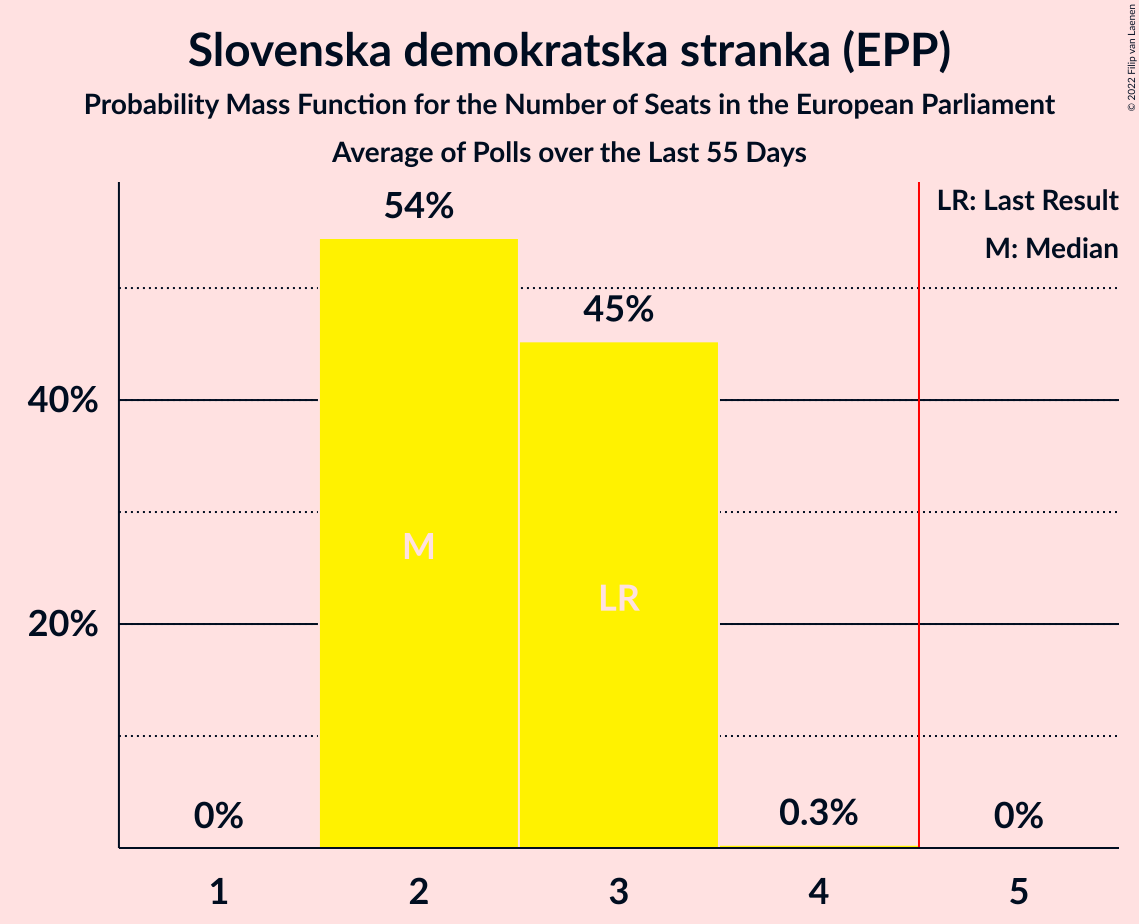 Slovenska demokratska stranka (EPP)
Probability Mass Function for the Number of Seats in the European Parliament
Average of Polls over the Last 55 Days
© 2022 Filip van Laenen
LR: Last Result
M: Median
54%
45%
40%
M
LR
20%
0%
0.3%
0%
1 2 3 4 5